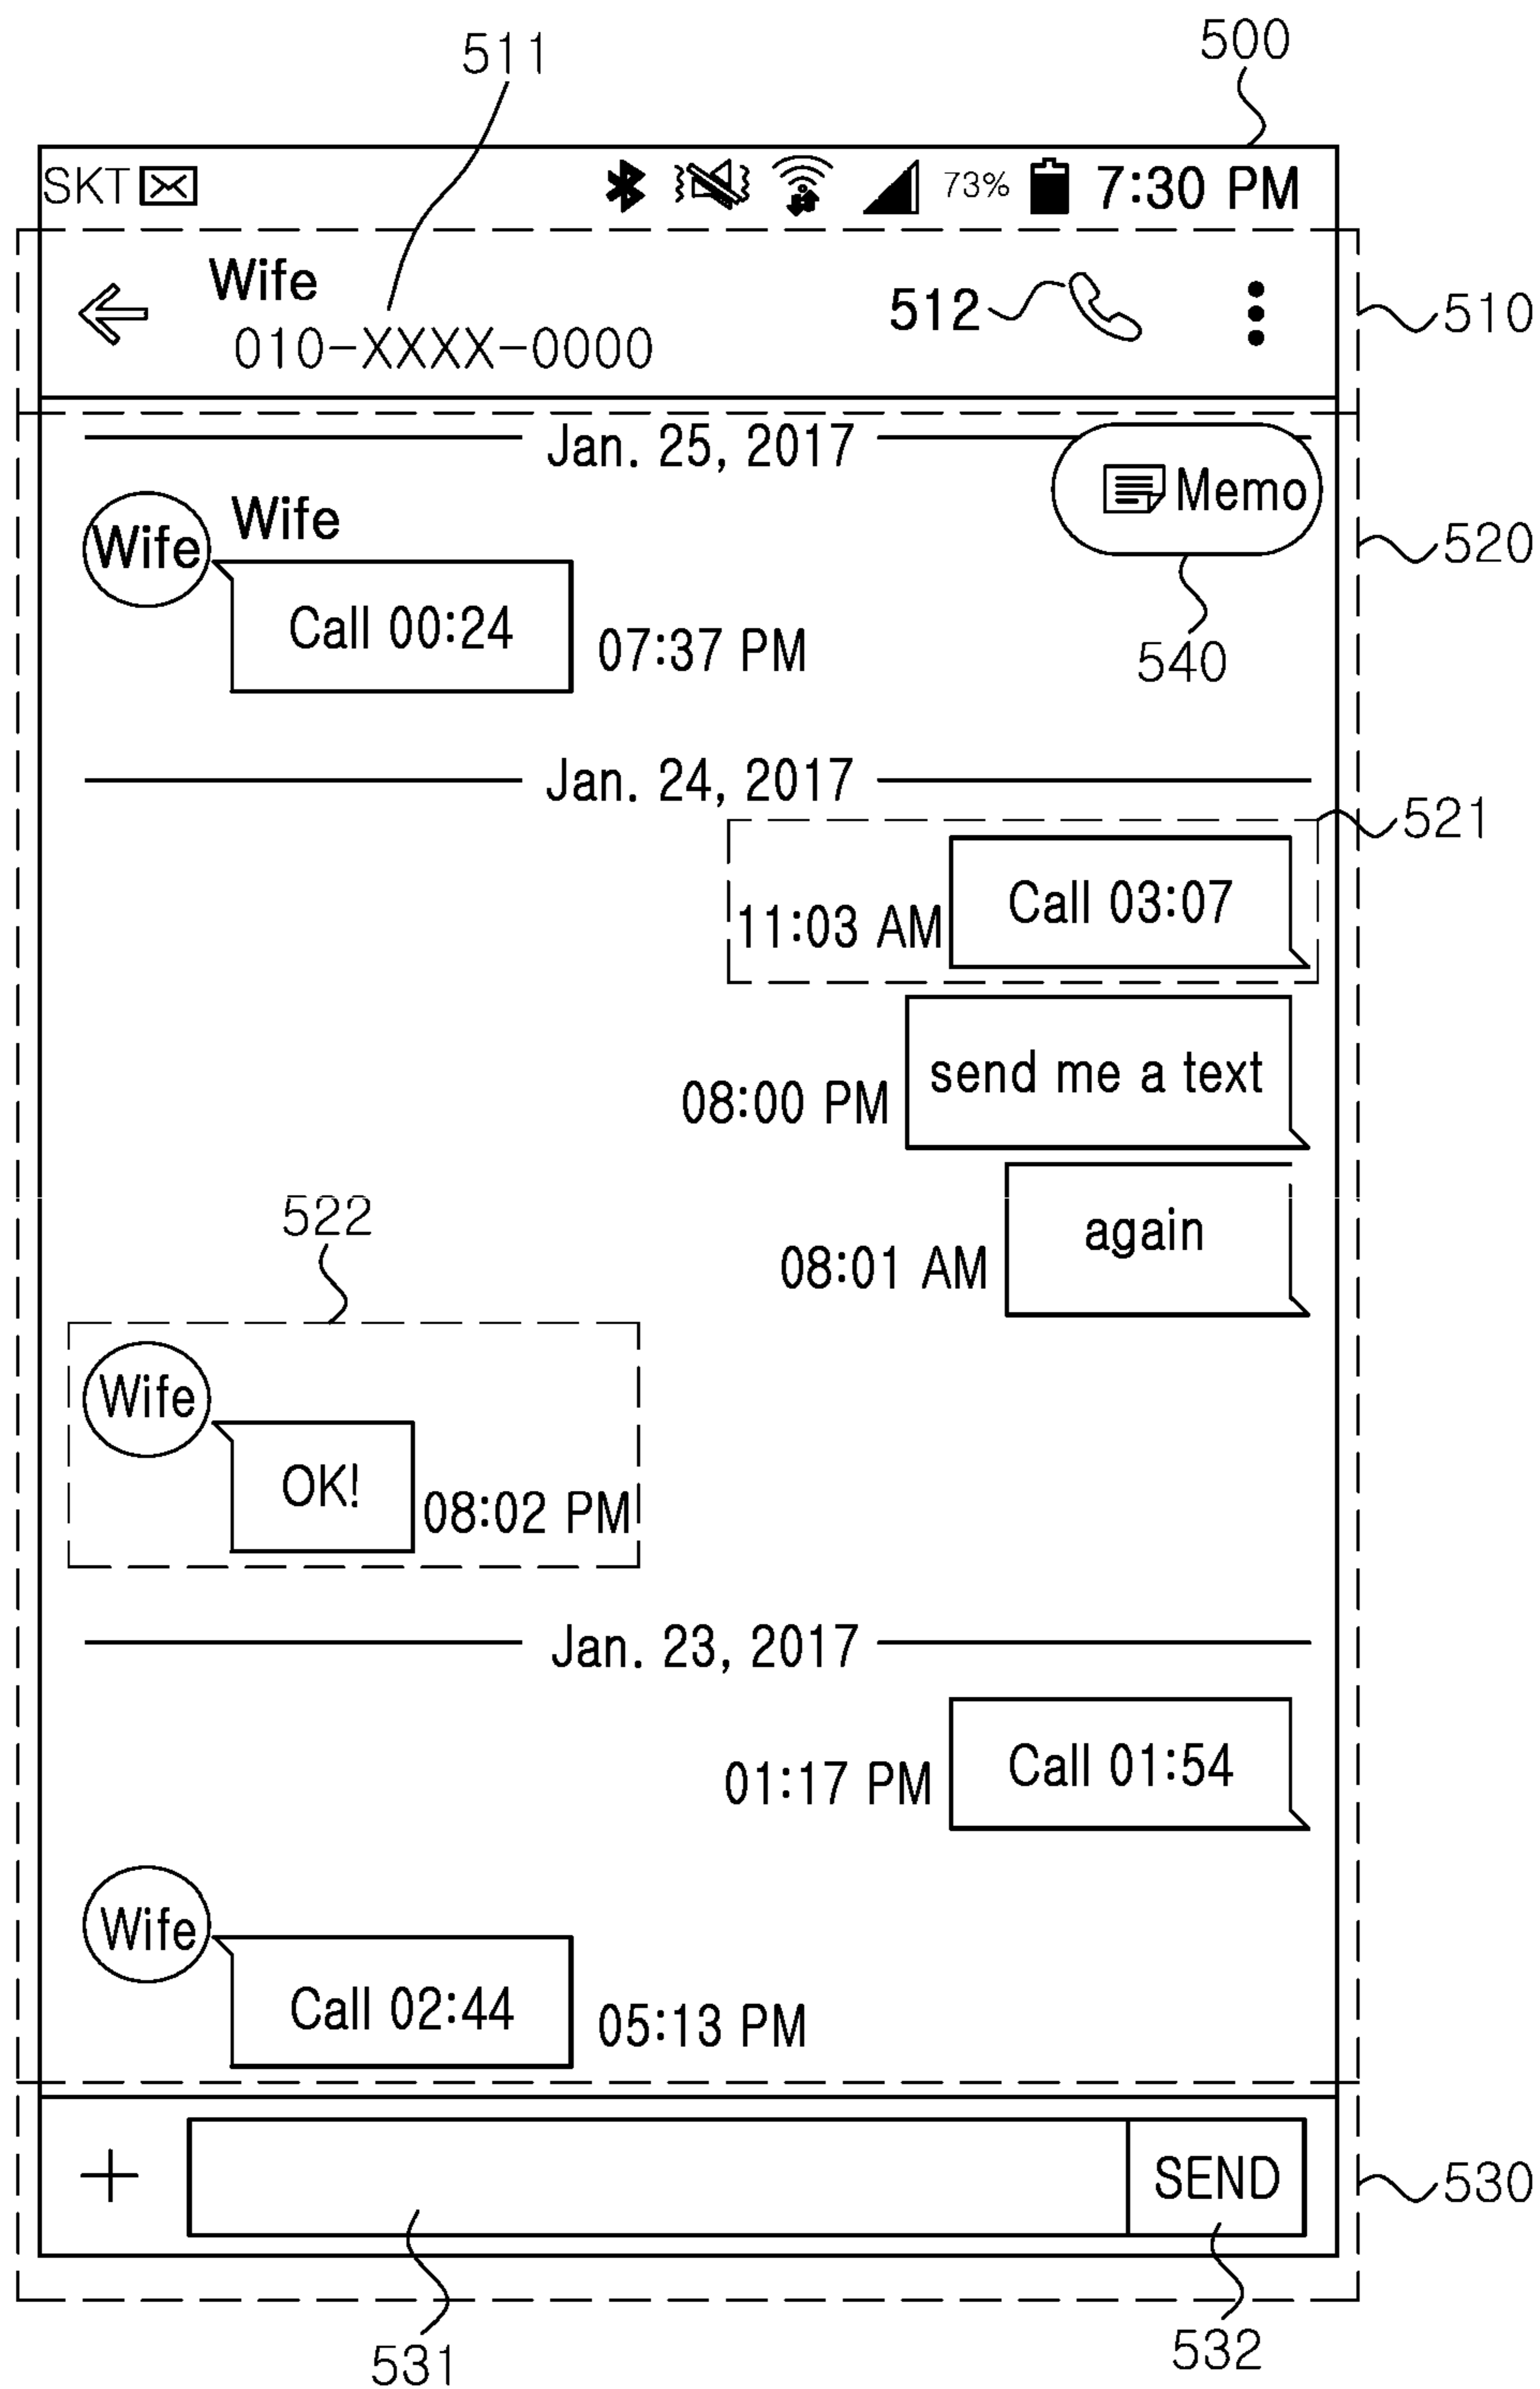 511
500
SKT 73% 7:30 PM
Wife
010-XXXX-0000
512
510
Jan. 25, 2017
Memo
Wife
Wife
520
Call 00:24
07:37 PM
540
Jan. 24, 2017
521
Call 03:07
11:03 AM
send me a text
08:00 PM
again
08:01 AM
522
Wife
OK!
08:02 PM
Jan. 23, 2017
Call 01:54
01:17 PM
Wife
Call 02:44
05:13 PM
+
SEND
530
531
532